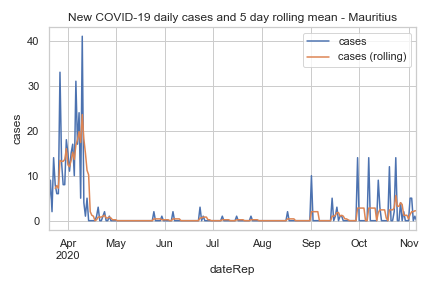 New COVID-19 daily cases and 5 day rolling mean - Mauritius
cases
cases (rolling)
40
30
20
10
0
cases
Apr May Jun Jul Aug Sep Oct Nov
2020
dateRep